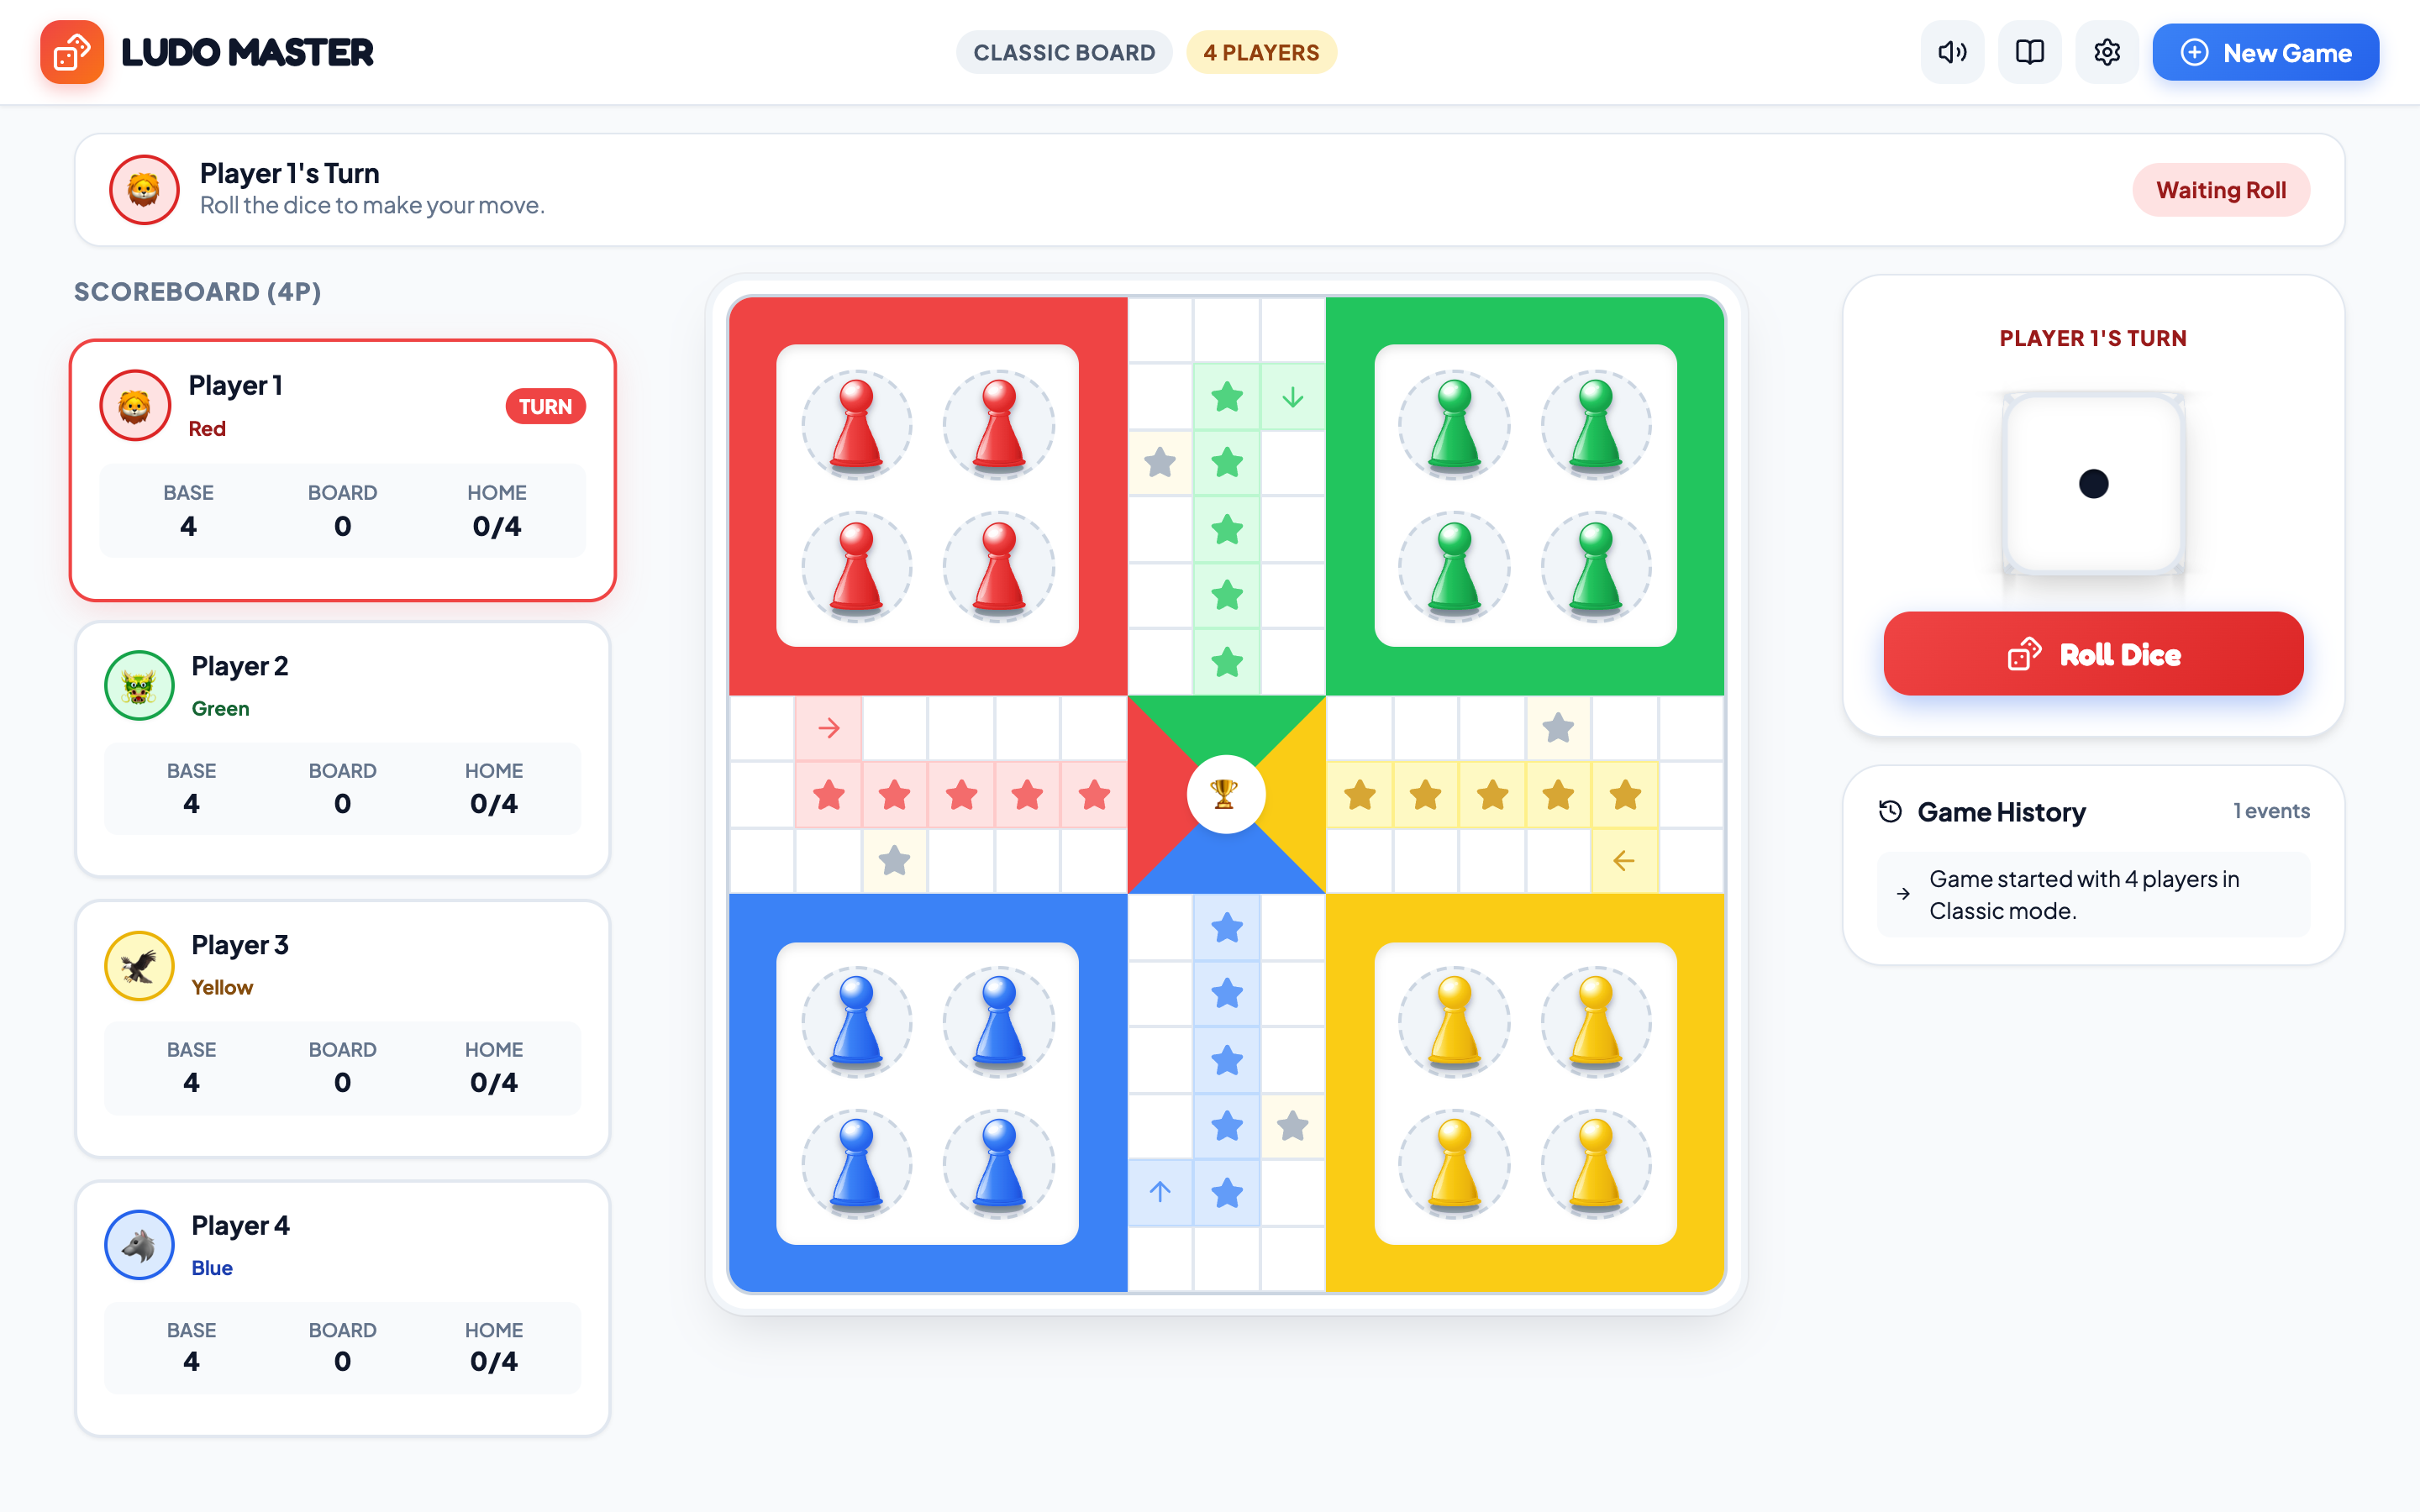 LUDO MASTER
CLASSIC BOARD
4 PLAYERS
New Game
Player 1's Turn
Roll the dice to make your move.
Waiting Roll
SCOREBOARD (4P)
Player 1
Red
TURN
BASE BOARD HOME
4 0 0/4
Player 2
Green
BASE BOARD HOME
4 0 0/4
Player 3
Yellow
BASE BOARD HOME
4 0 0/4
Player 4
Blue
BASE BOARD HOME
4 0 0/4
PLAYER 1'S TURN
Roll Dice
Game History
1 events
Game started with 4 players in
Classic mode.